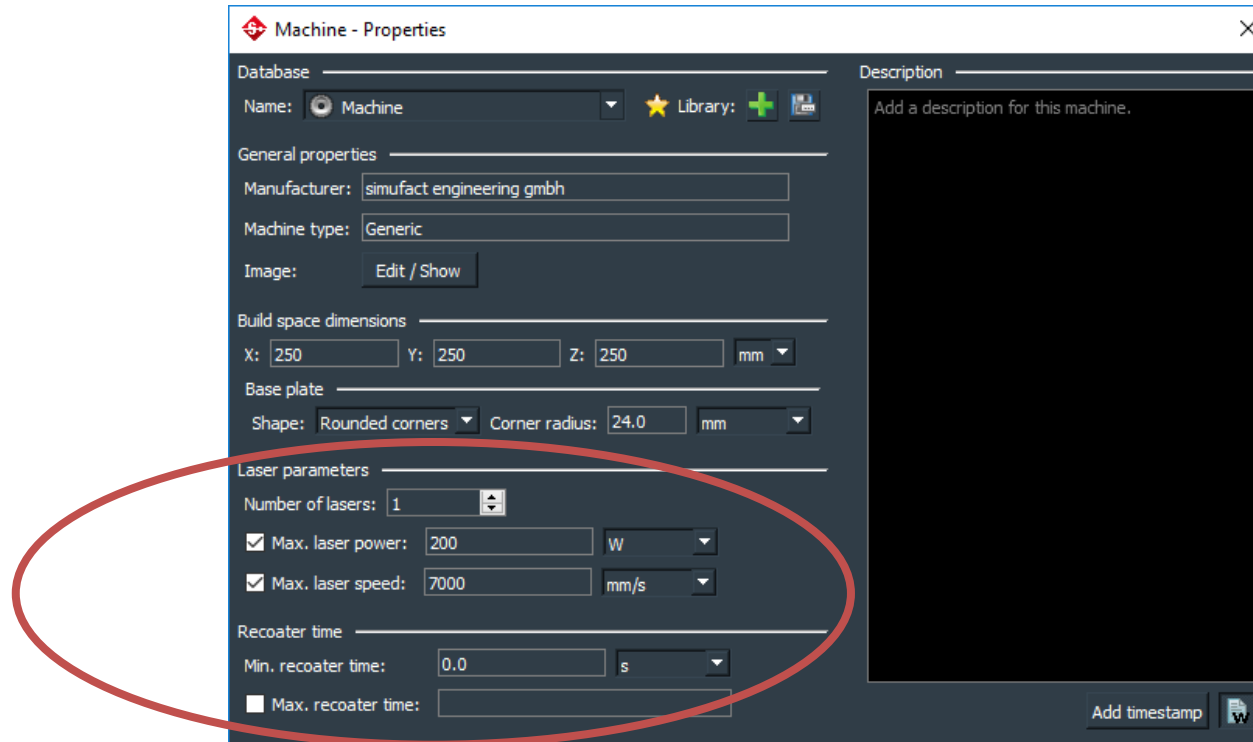 Machine - Properties
Database
Name: Machine Library:
General properties
Manufacturer: simufact engineering gmbh
Machine type: Generic
Image: Edit / Show
Build space dimensions
X: 250 Y: 250 Z: 250 mm
Base plate
Shape: Rounded corners Corner radius: 24.0 mm
Laser parameters
Number of lasers: 1
Max. laser power: 200 W
Max. laser speed: 7000 mm/s
Recoater time
Min. recoater time: 0.0 s
Max. recoater time:
Description
Add a description for this machine.
Add timestamp
W